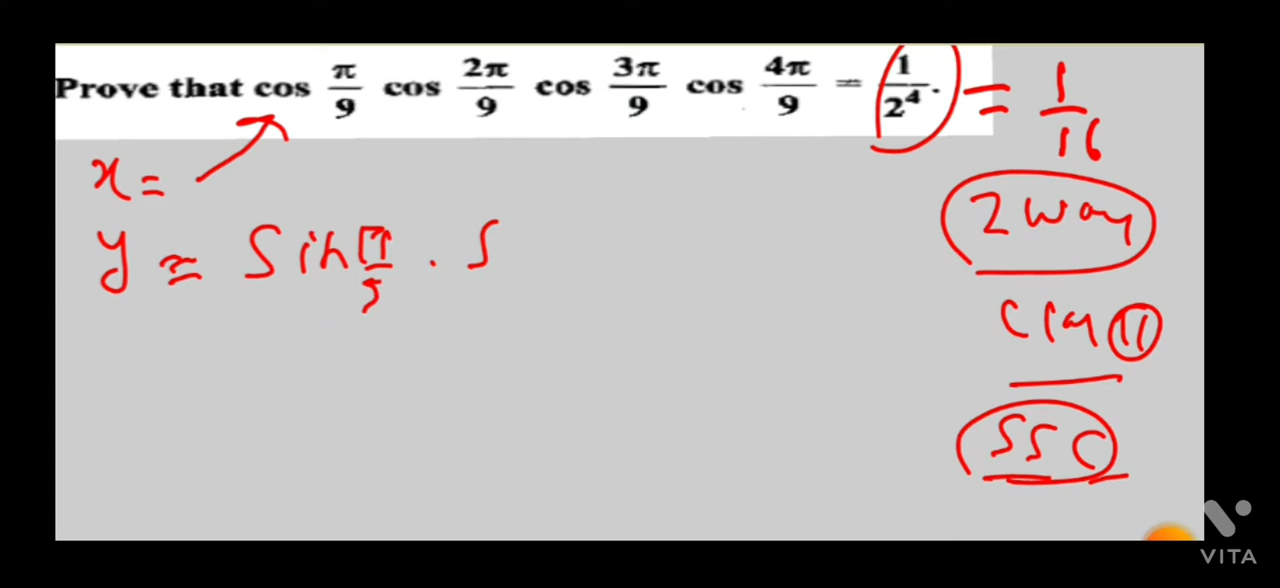 Prove that cos π/9 cos 2π/9 cos 3π/9 cos 4π/9 = 1/2⁴. = 1/16
x =
y = Sin π/9 . S
2 way
Class 11
SSC
VITA